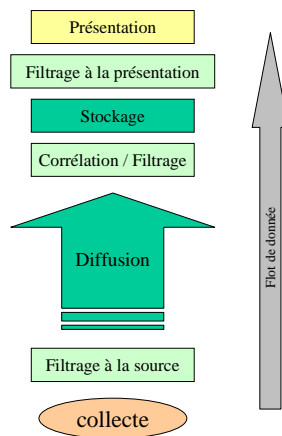 Présentation
Filtrage à la présentation
Stockage
Corrélation / Filtrage
Diffusion
Filtrage à la source
collecte
Flot de donnée